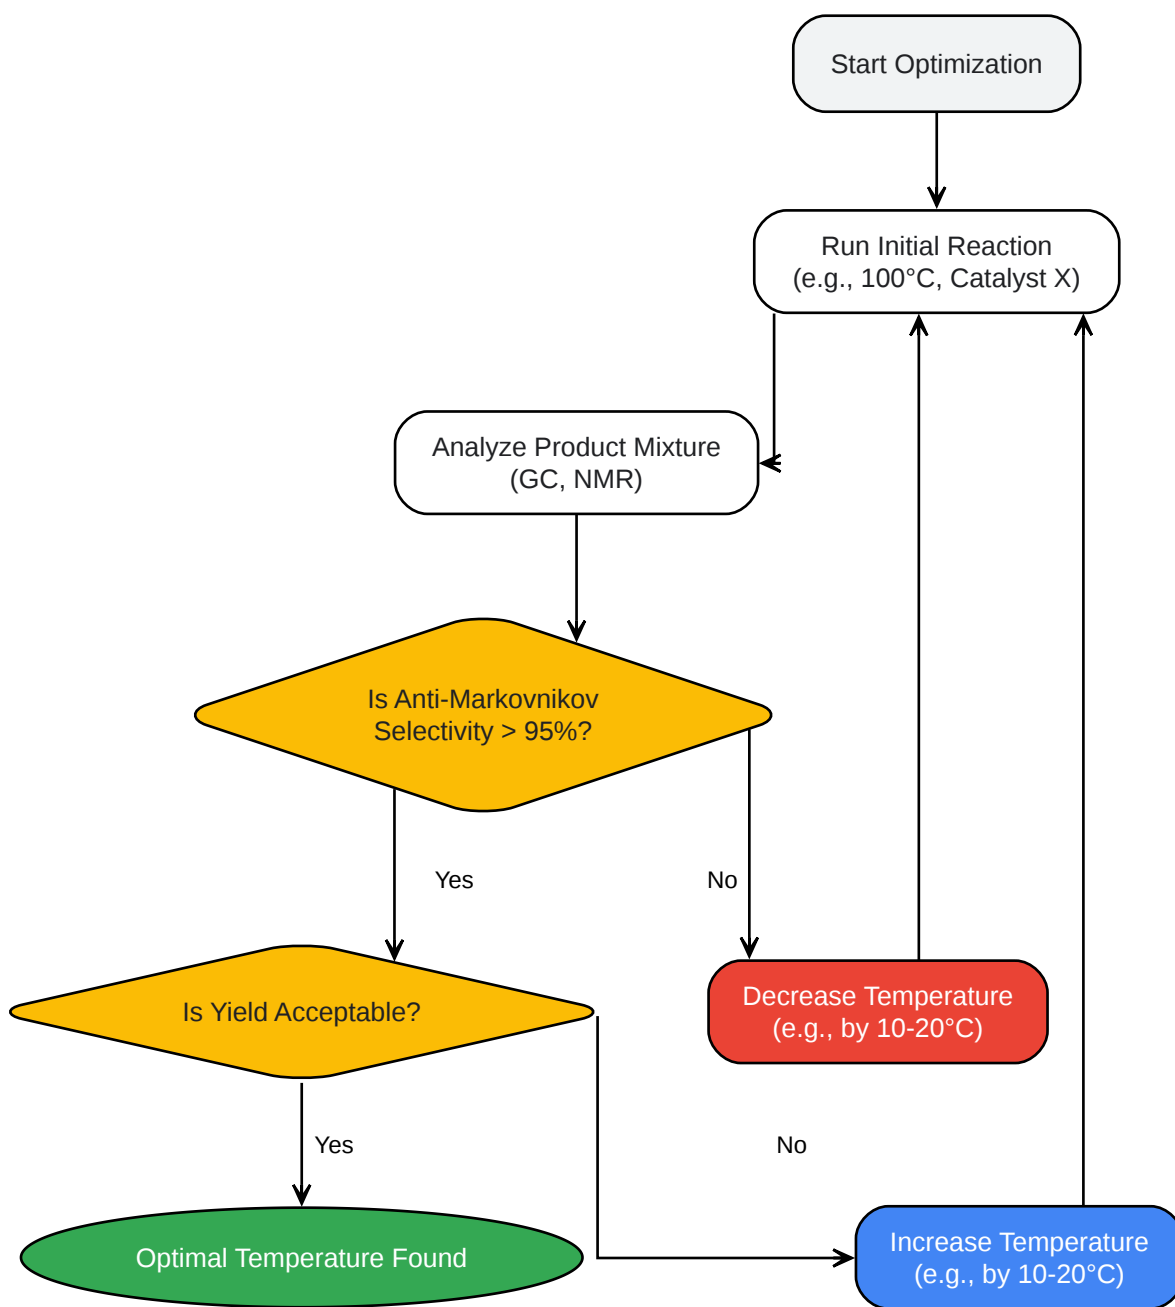 Start Optimization
Run Initial Reaction
(e.g., 100°C, Catalyst X)
Analyze Product Mixture
(GC, NMR)
Is Anti-Markovnikov
Selectivity > 95%?
Yes
No
Is Yield Acceptable?
Decrease Temperature
(e.g., by 10-20°C)
Yes
No
Optimal Temperature Found
Increase Temperature
(e.g., by 10-20°C)